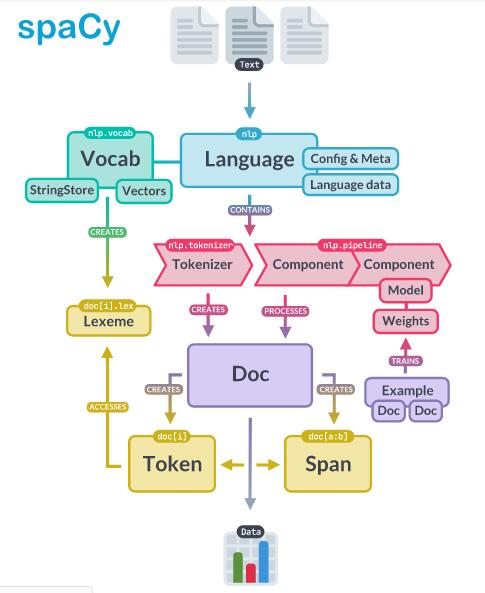 spaCy
Text
nlp.vocab
nlp
Vocab
Language
Config & Meta
StringStore
Vectors
Language data
CONTAINS
CREATES
nlp.tokenizer
nlp.pipeline
Tokenizer
Component
Component
Model
doc[i].lex
Lexeme
CREATES
PROCESSES
Weights
TRAINS
Doc
CREATES
CREATES
Example
Doc
Doc
ACCESSES
doc[i]
doc[a:b]
Token
Span
Data